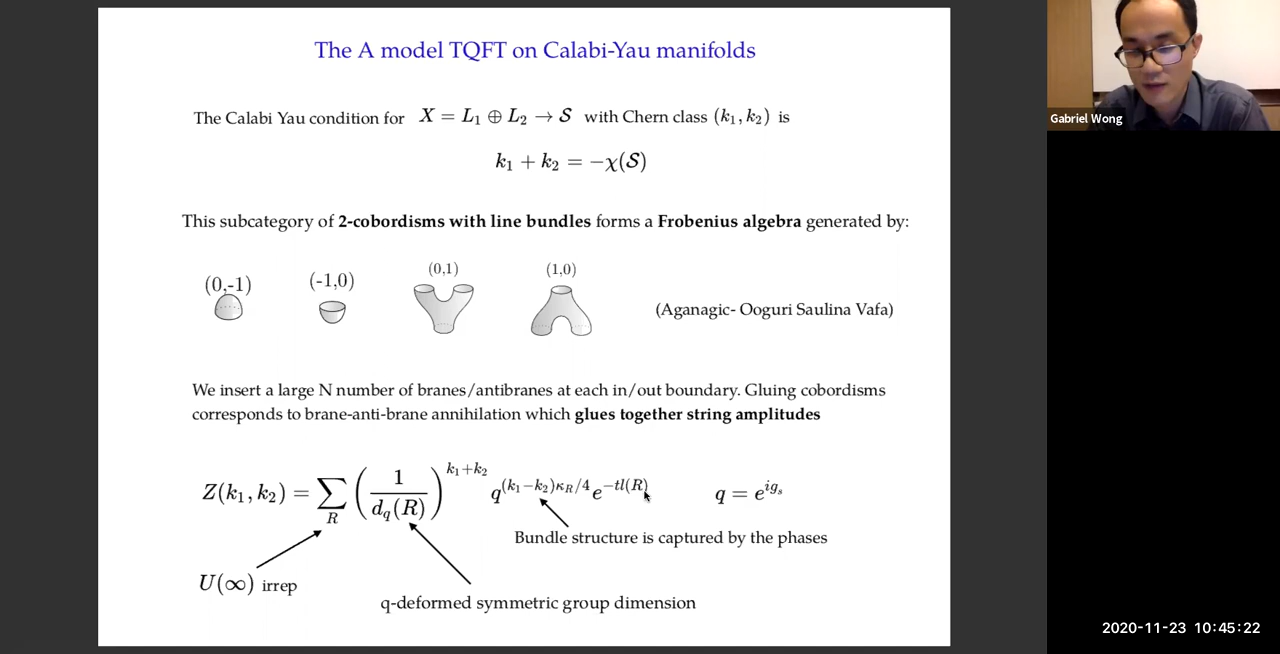 The A model TQFT on Calabi-Yau manifolds
The Calabi Yau condition for X = L₁ ⊕ L₂ → S with Chern class (k₁, k₂) is
k₁ + k₂ = −χ(S)
This subcategory of 2-cobordisms with line bundles forms a Frobenius algebra generated by:
(0,-1) (-1,0) (0,1) (1,0)
(Aganagic- Ooguri Saulina Vafa)
We insert a large N number of branes/antibranes at each in/out boundary. Gluing cobordisms
corresponds to brane-anti-brane annihilation which glues together string amplitudes
Z(k₁, k₂) = ∑_R (1/d_q(R))^{k₁+k₂} q^{(k₁−k₂)κ_R/4} e^{−tl(R)} q = e^{ig_s}
Bundle structure is captured by the phases
U(∞) irrep
q-deformed symmetric group dimension
Gabriel Wong
2020-11-23 10:45:22